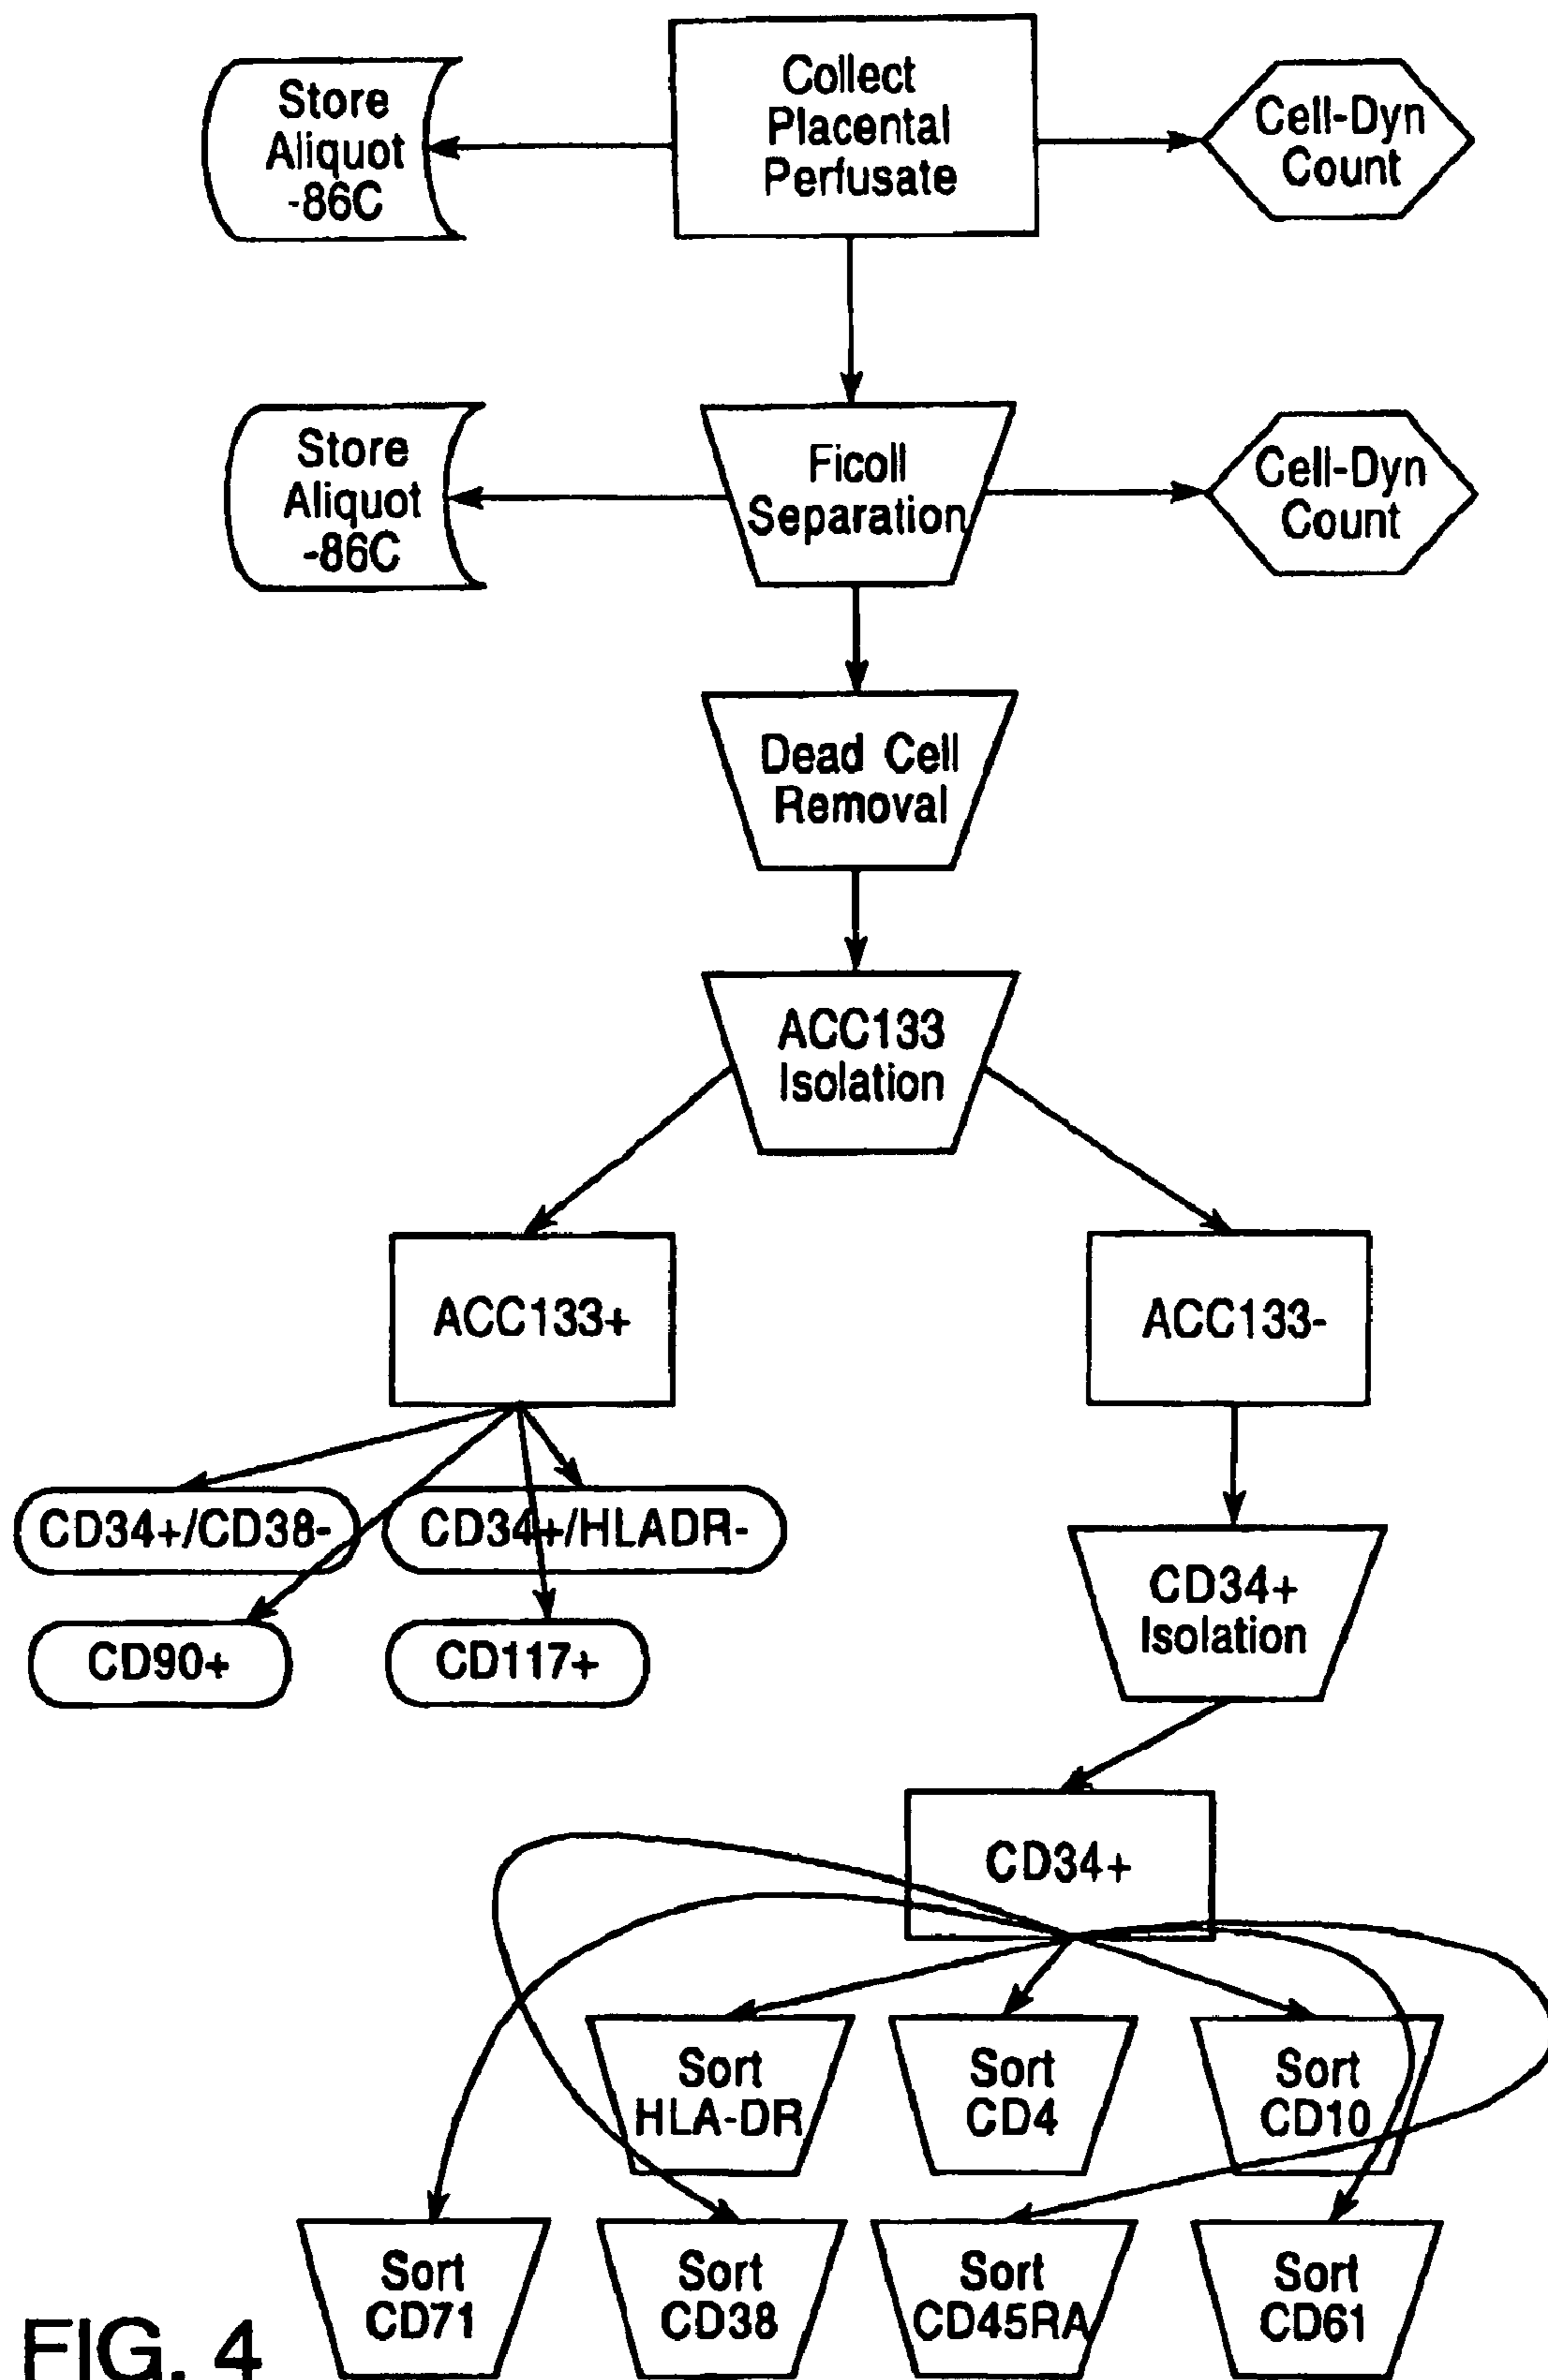 Collect
Placental
Perfusate
Store
Aliquot
-86C
Cell-Dyn
Count
Store
Aliquot
-86C
Ficoll
Separation
Cell-Dyn
Count
Dead Cell
Removal
ACC133
Isolation
ACC133+
ACC133-
CD34+/CD38-
CD34+/HLADR-
CD90+
CD117+
CD34+
Isolation
CD34+
Sort
HLA-DR
Sort
CD4
Sort
CD10
Sort
CD71
Sort
CD38
Sort
CD45RA
Sort
CD61
FIG. 4